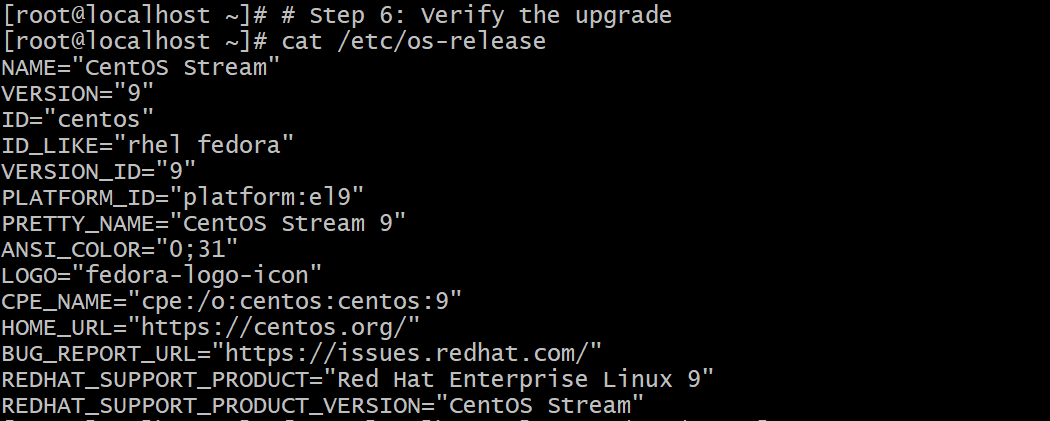 [root@localhost ~]# # Step 6: Verify the upgrade
[root@localhost ~]# cat /etc/os-release
NAME="CentOS Stream"
VERSION="9"
ID="centos"
ID_LIKE="rhel fedora"
VERSION_ID="9"
PLATFORM_ID="platform:el9"
PRETTY_NAME="CentOS Stream 9"
ANSI_COLOR="0;31"
LOGO="fedora-logo-icon"
CPE_NAME="cpe:/o:centos:centos:9"
HOME_URL="https://centos.org/"
BUG_REPORT_URL="https://issues.redhat.com/"
REDHAT_SUPPORT_PRODUCT="Red Hat Enterprise Linux 9"
REDHAT_SUPPORT_PRODUCT_VERSION="CentOS Stream"